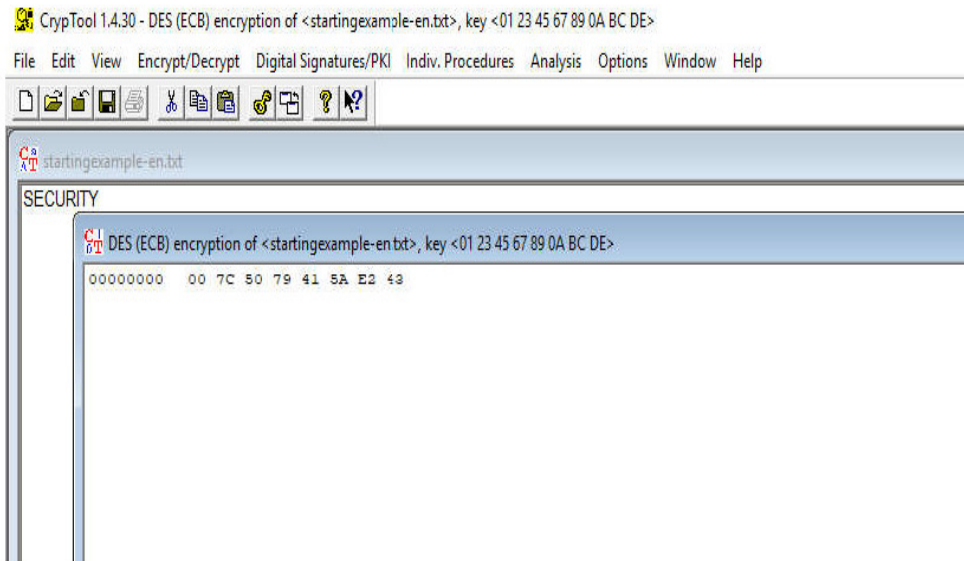 CrypTool 1.4.30 - DES (ECB) encryption of <startingexample-en.txt>, key <01 23 45 67 89 0A BC DE>
File Edit View Encrypt/Decrypt Digital Signatures/PKI Indiv. Procedures Analysis Options Window Help
startingexample-en.txt
SECURITY
DES (ECB) encryption of <startingexample-en.txt>, key <01 23 45 67 89 0A BC DE>
00000000 00 7C 50 79 41 5A E2 43